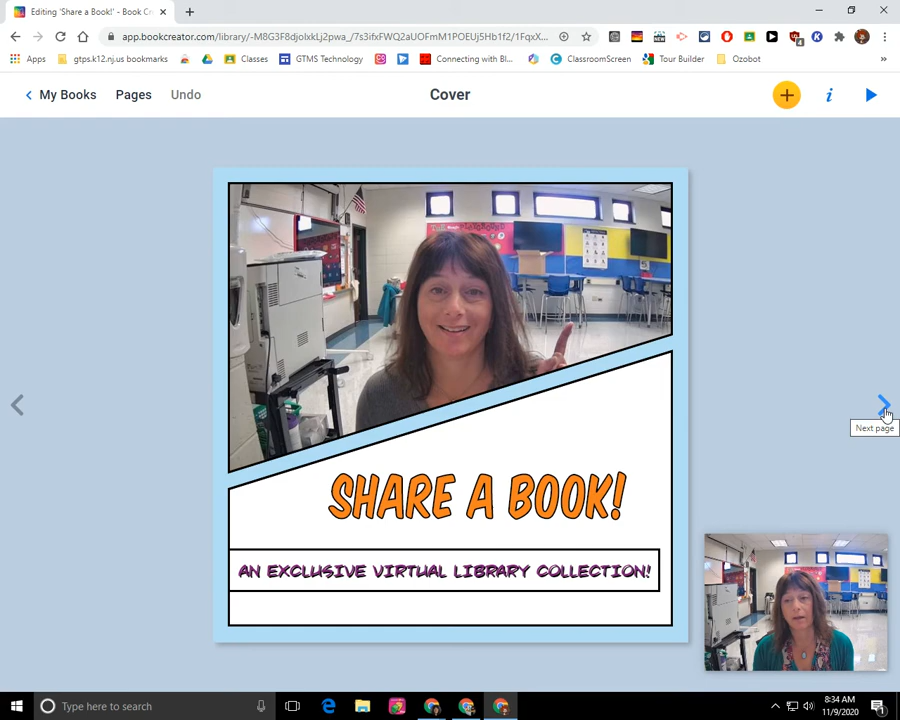 Editing 'Share a Book!' - Book Cr
app.bookcreator.com/library/-M8G3F8djoIxkLj2pwa_/7s3ifxFWQ2aUOFmM1POEUj5Hb1f2/1FqxX...
Apps gtps.k12.nj.us bookmarks Classes GTMS Technology Connecting with Bl... ClassroomScreen Tour Builder Ozobot »
My Books Pages Undo Cover
SHARE A BOOK!
AN EXCLUSIVE VIRTUAL LIBRARY COLLECTION!
Next page
Type here to search
8:34 AM
11/9/2020